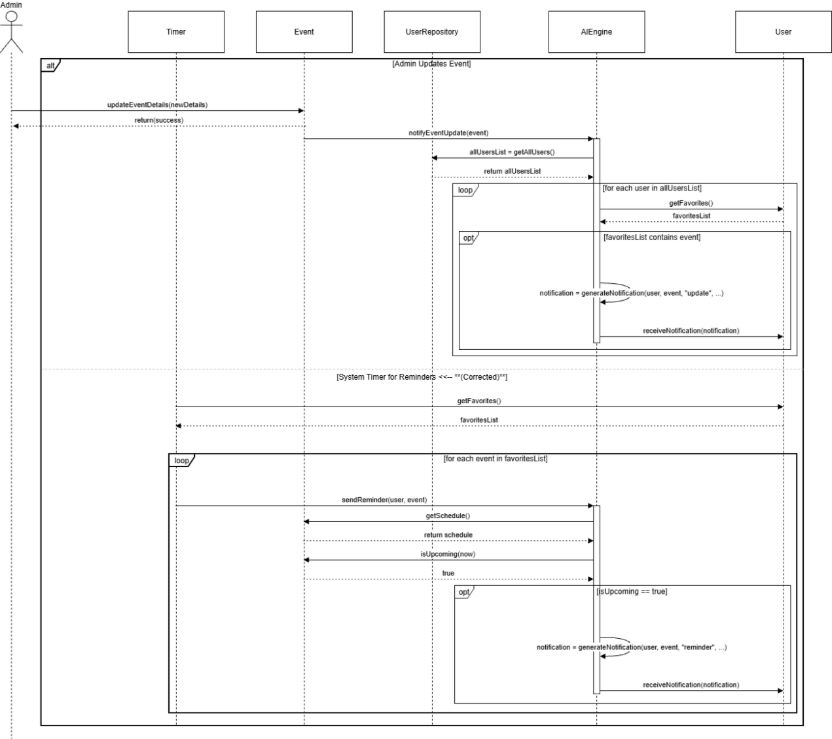 Admin
Timer
Event
UserRepository
AIEngine
User
alt
[Admin Updates Event]
updateEventDetails(newDetails)
return(success)
notifyEventUpdate(event)
allUsersList = getAllUsers()
return allUsersList
loop
[for each user in allUsersList]
getFavorites()
favoritesList
opt
[favoritesList contains event]
notification = generateNotification(user, event, "update", ...)
receiveNotification(notification)
[System Timer for Reminders <<-- **(Corrected)**]
getFavorites()
favoritesList
loop
[for each event in favoritesList]
sendReminder(user, event)
getSchedule()
return schedule
isUpcoming(now)
true
opt
[isUpcoming == true]
notification = generateNotification(user, event, "reminder", ...)
receiveNotification(notification)